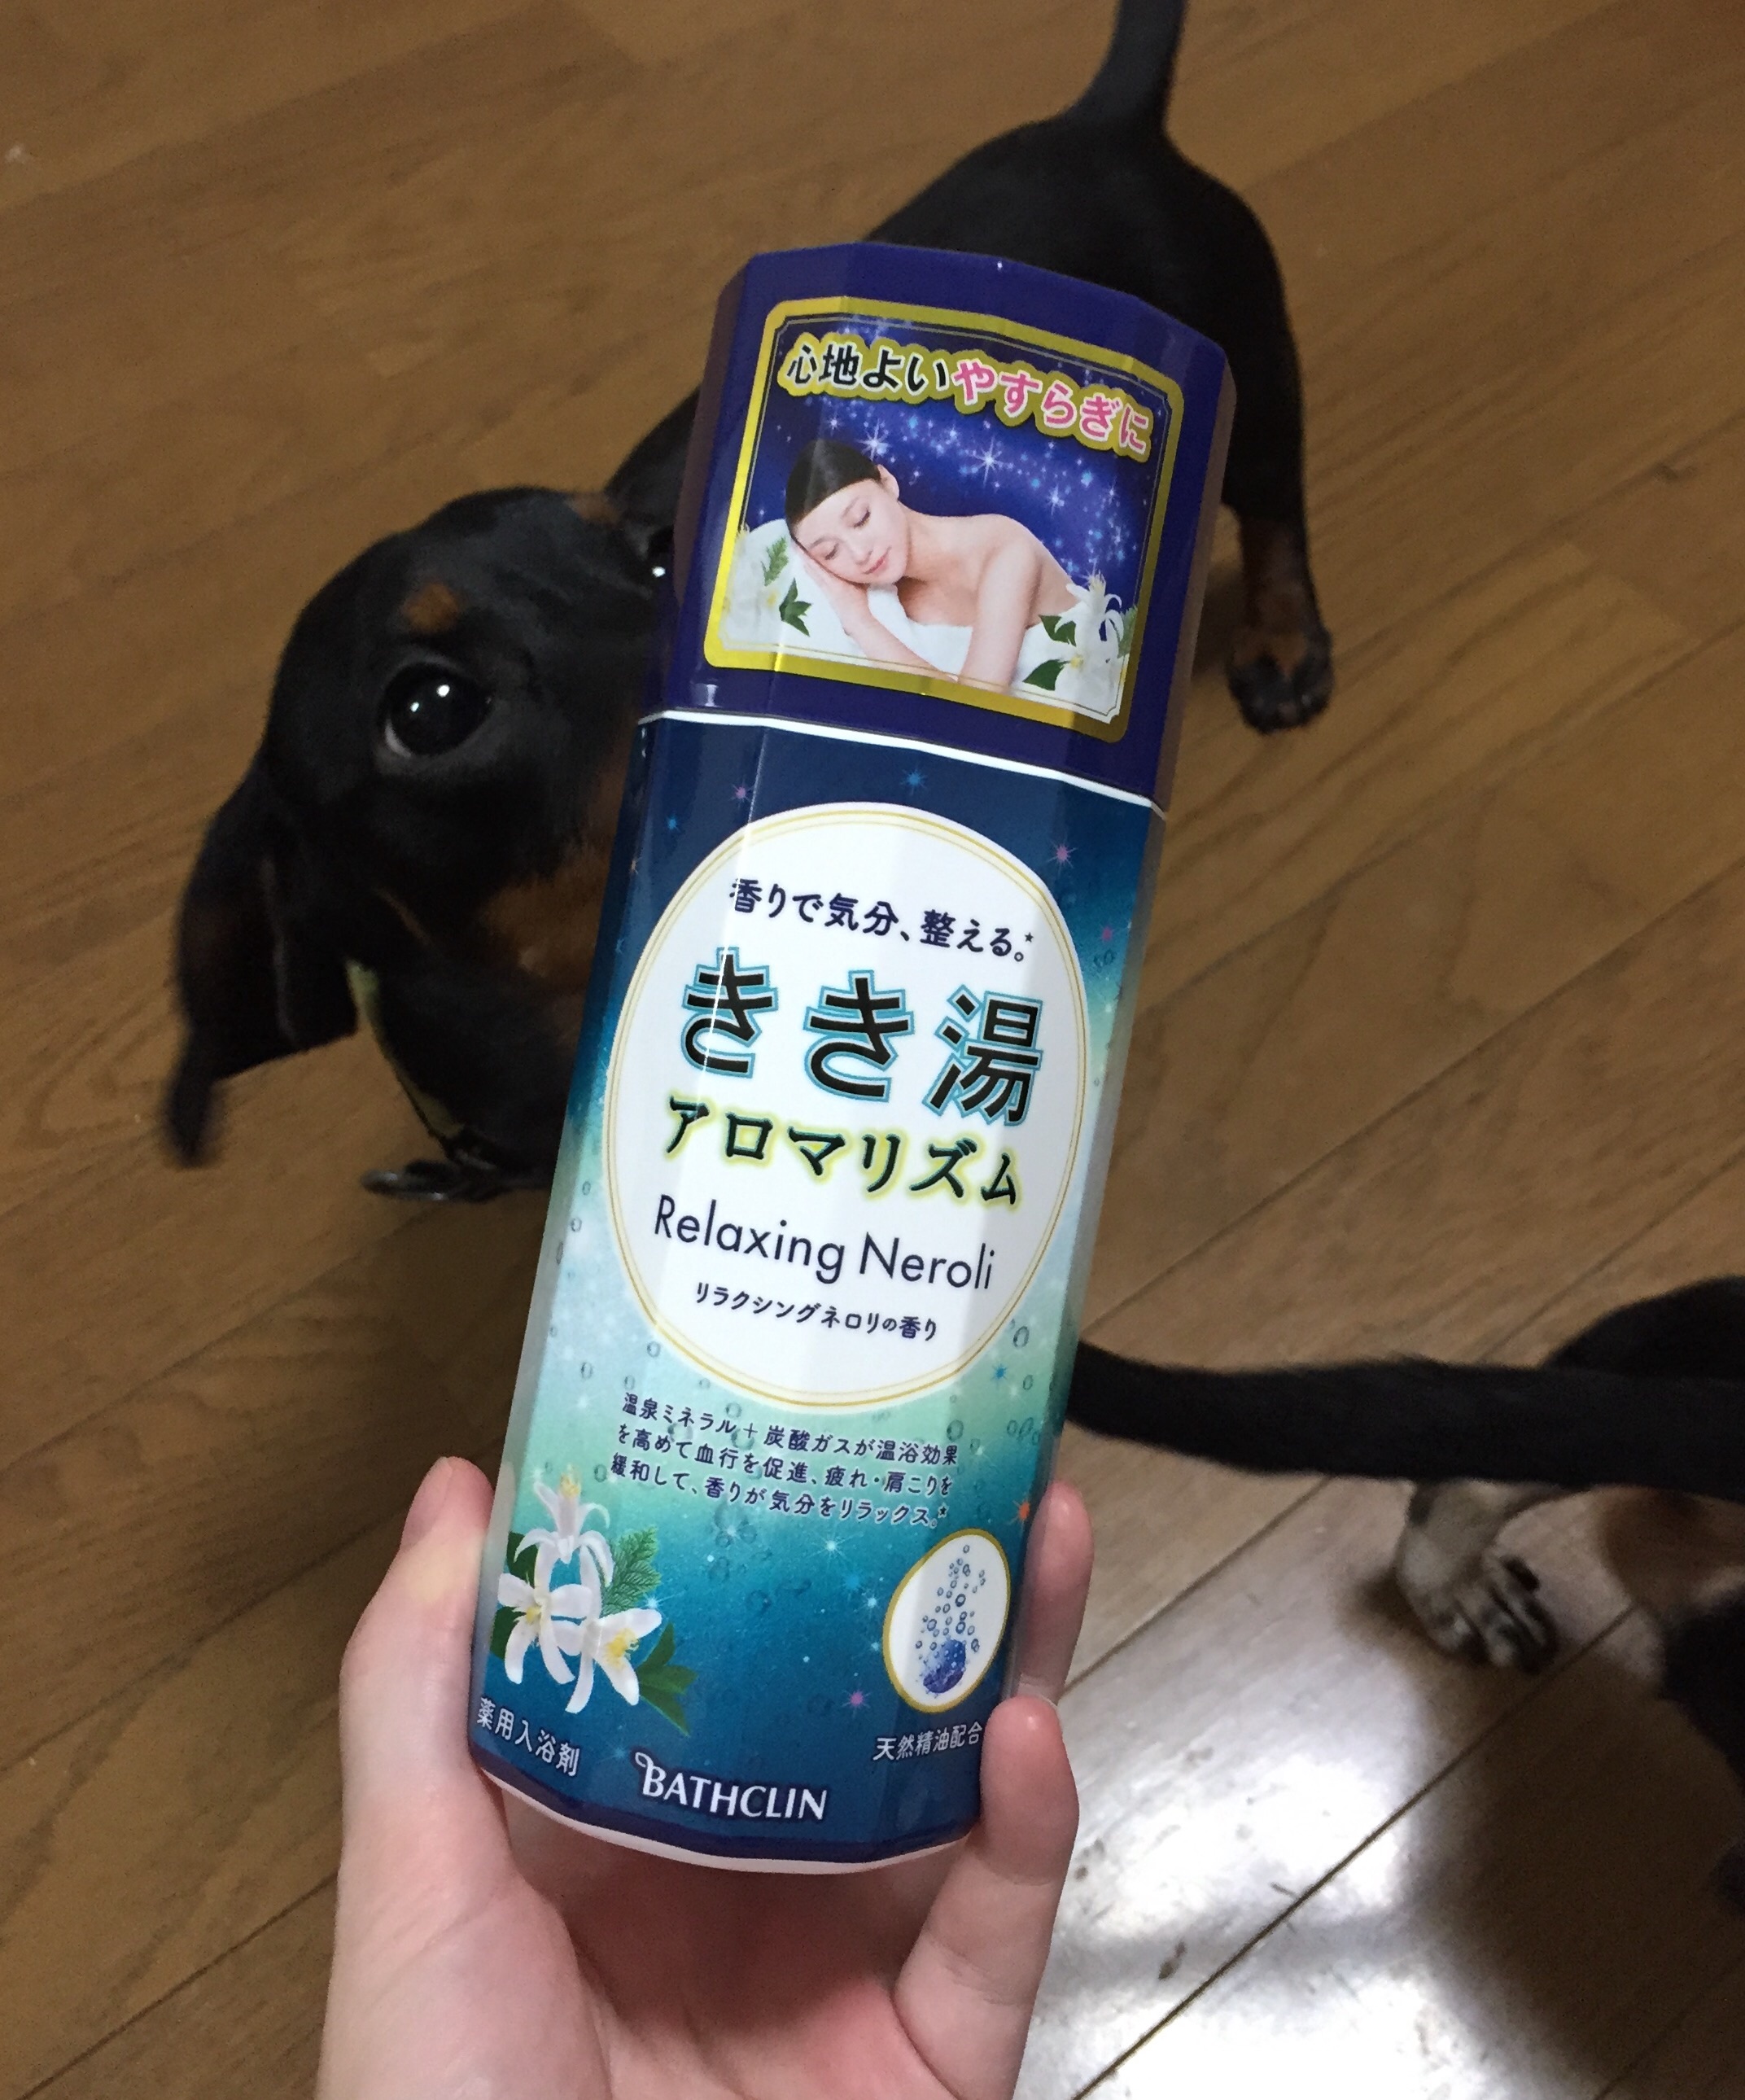 心地よいやすらぎに
香りで気分、整える。*
きき湯
アロマリズム
Relaxing Neroli
リラクシングネロリの香り
温泉ミネラル+炭酸ガスが温浴効果
を高めて血行を促進、疲れ・肩こりを
緩和して、香りが気分をリラックス。*
薬用入浴剤
天然精油配合
BATHCLIN